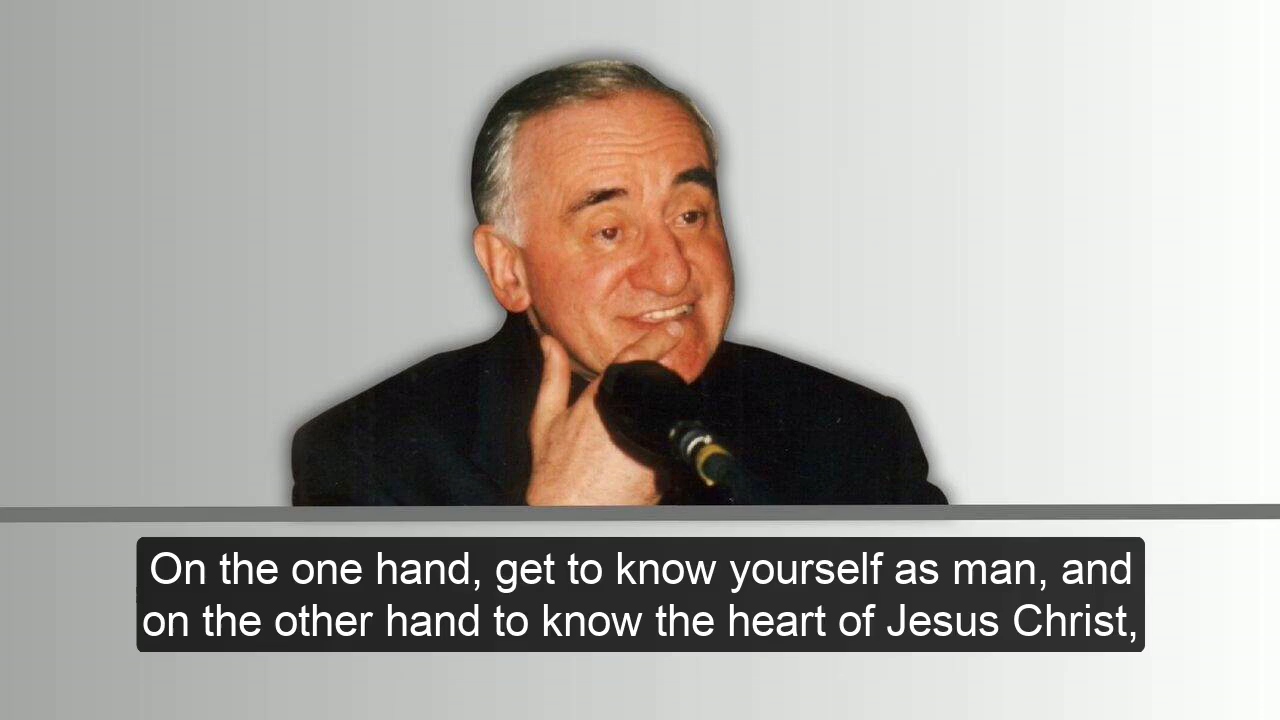 On the one hand, get to know yourself as man, and
on the other hand to know the heart of Jesus Christ,